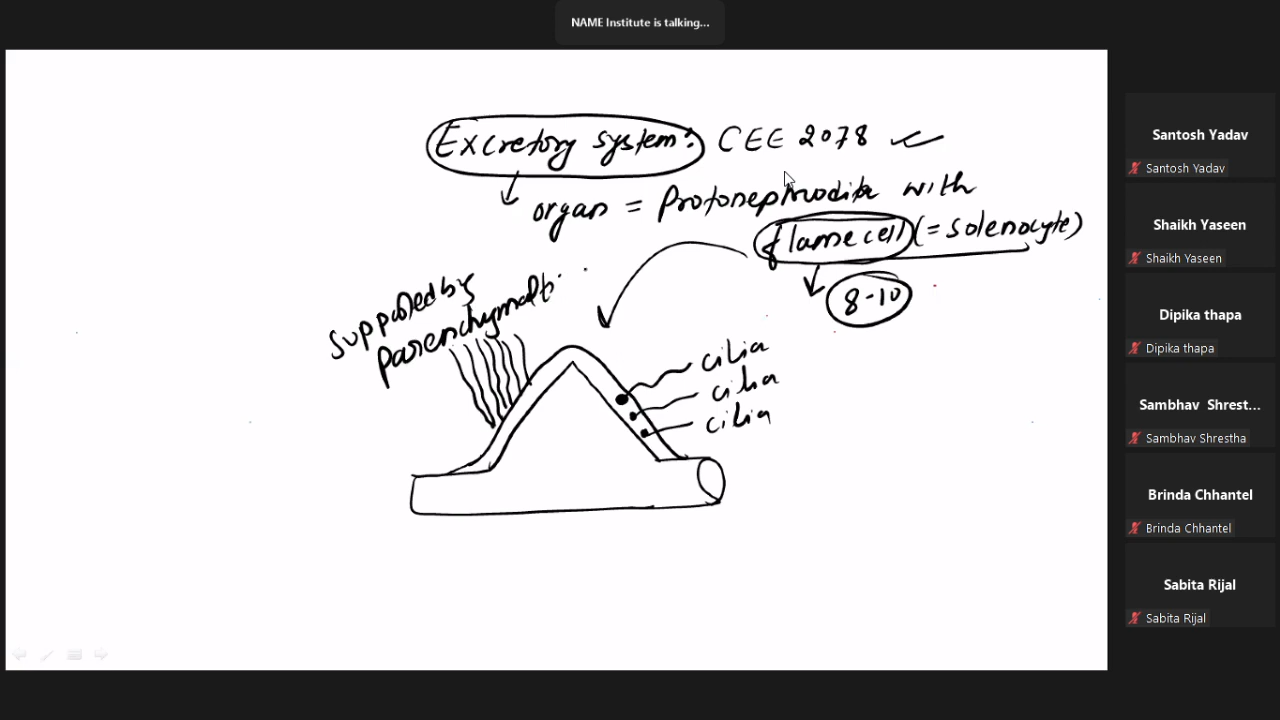 NAME Institute is talking...
Excretory system: CEE 2078
organ = Protonephrodia with
flame cell (= solenocyte)
8-10
supported by
parenchymal
cilia
cilia
cilia
Santosh Yadav
Santosh Yadav
Shaikh Yaseen
Shaikh Yaseen
Dipika thapa
Dipika thapa
Sambhav Shrest...
Sambhav Shrestha
Brinda Chhantel
Brinda Chhantel
Sabita Rijal
Sabita Rijal